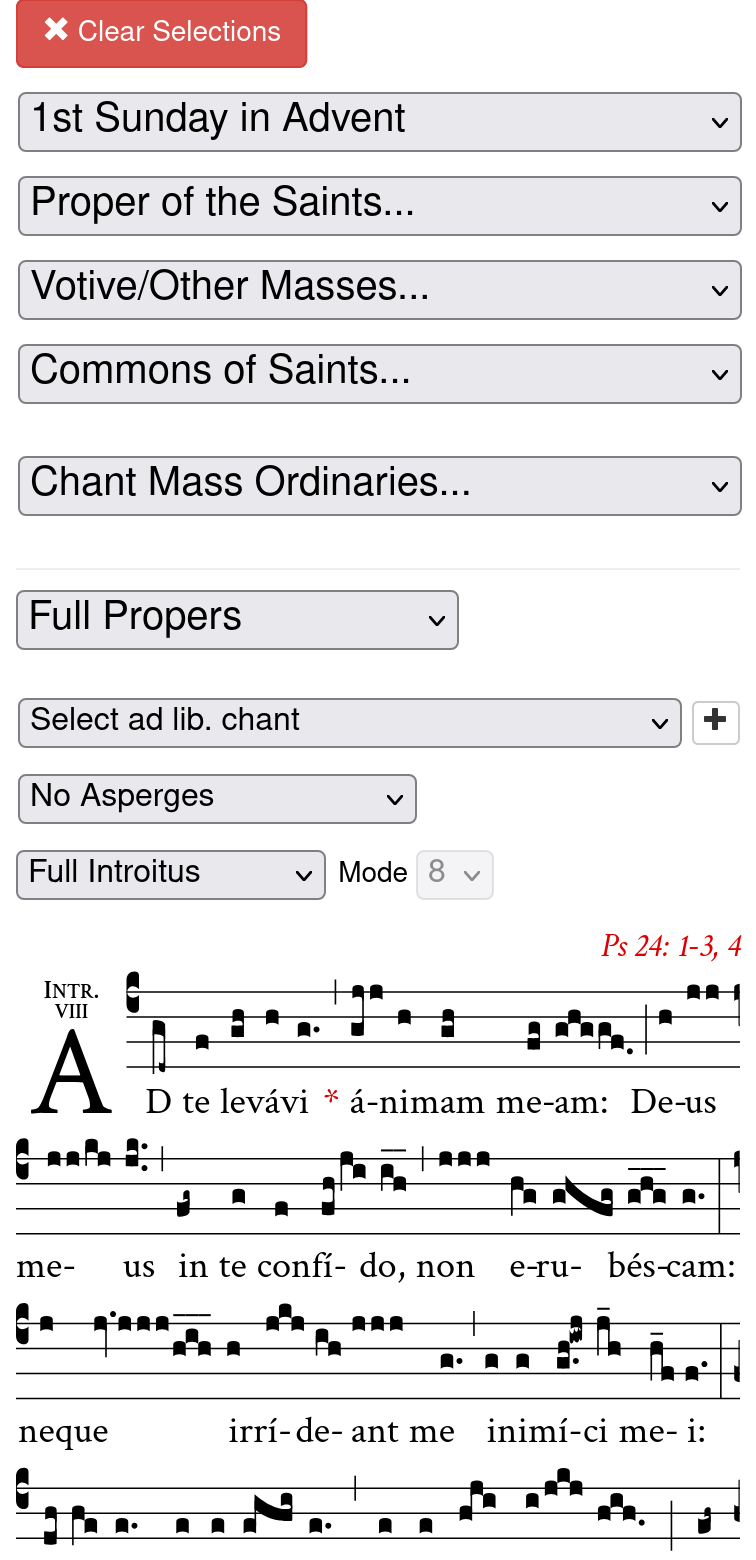 ✖ Clear Selections
1st Sunday in Advent
Proper of the Saints...
Votive/Other Masses...
Commons of Saints...
Chant Mass Ordinaries...
Full Propers
Select ad lib. chant
No Asperges
Full Introitus Mode 8
Ps 24: 1-3, 4
Intr.
VIII
AD te levávi * á-nimam me-am: De-us
me- us in te confí- do, non e-ru- bés-cam:
neque irrí-de-ant me inimí-ci me- i: